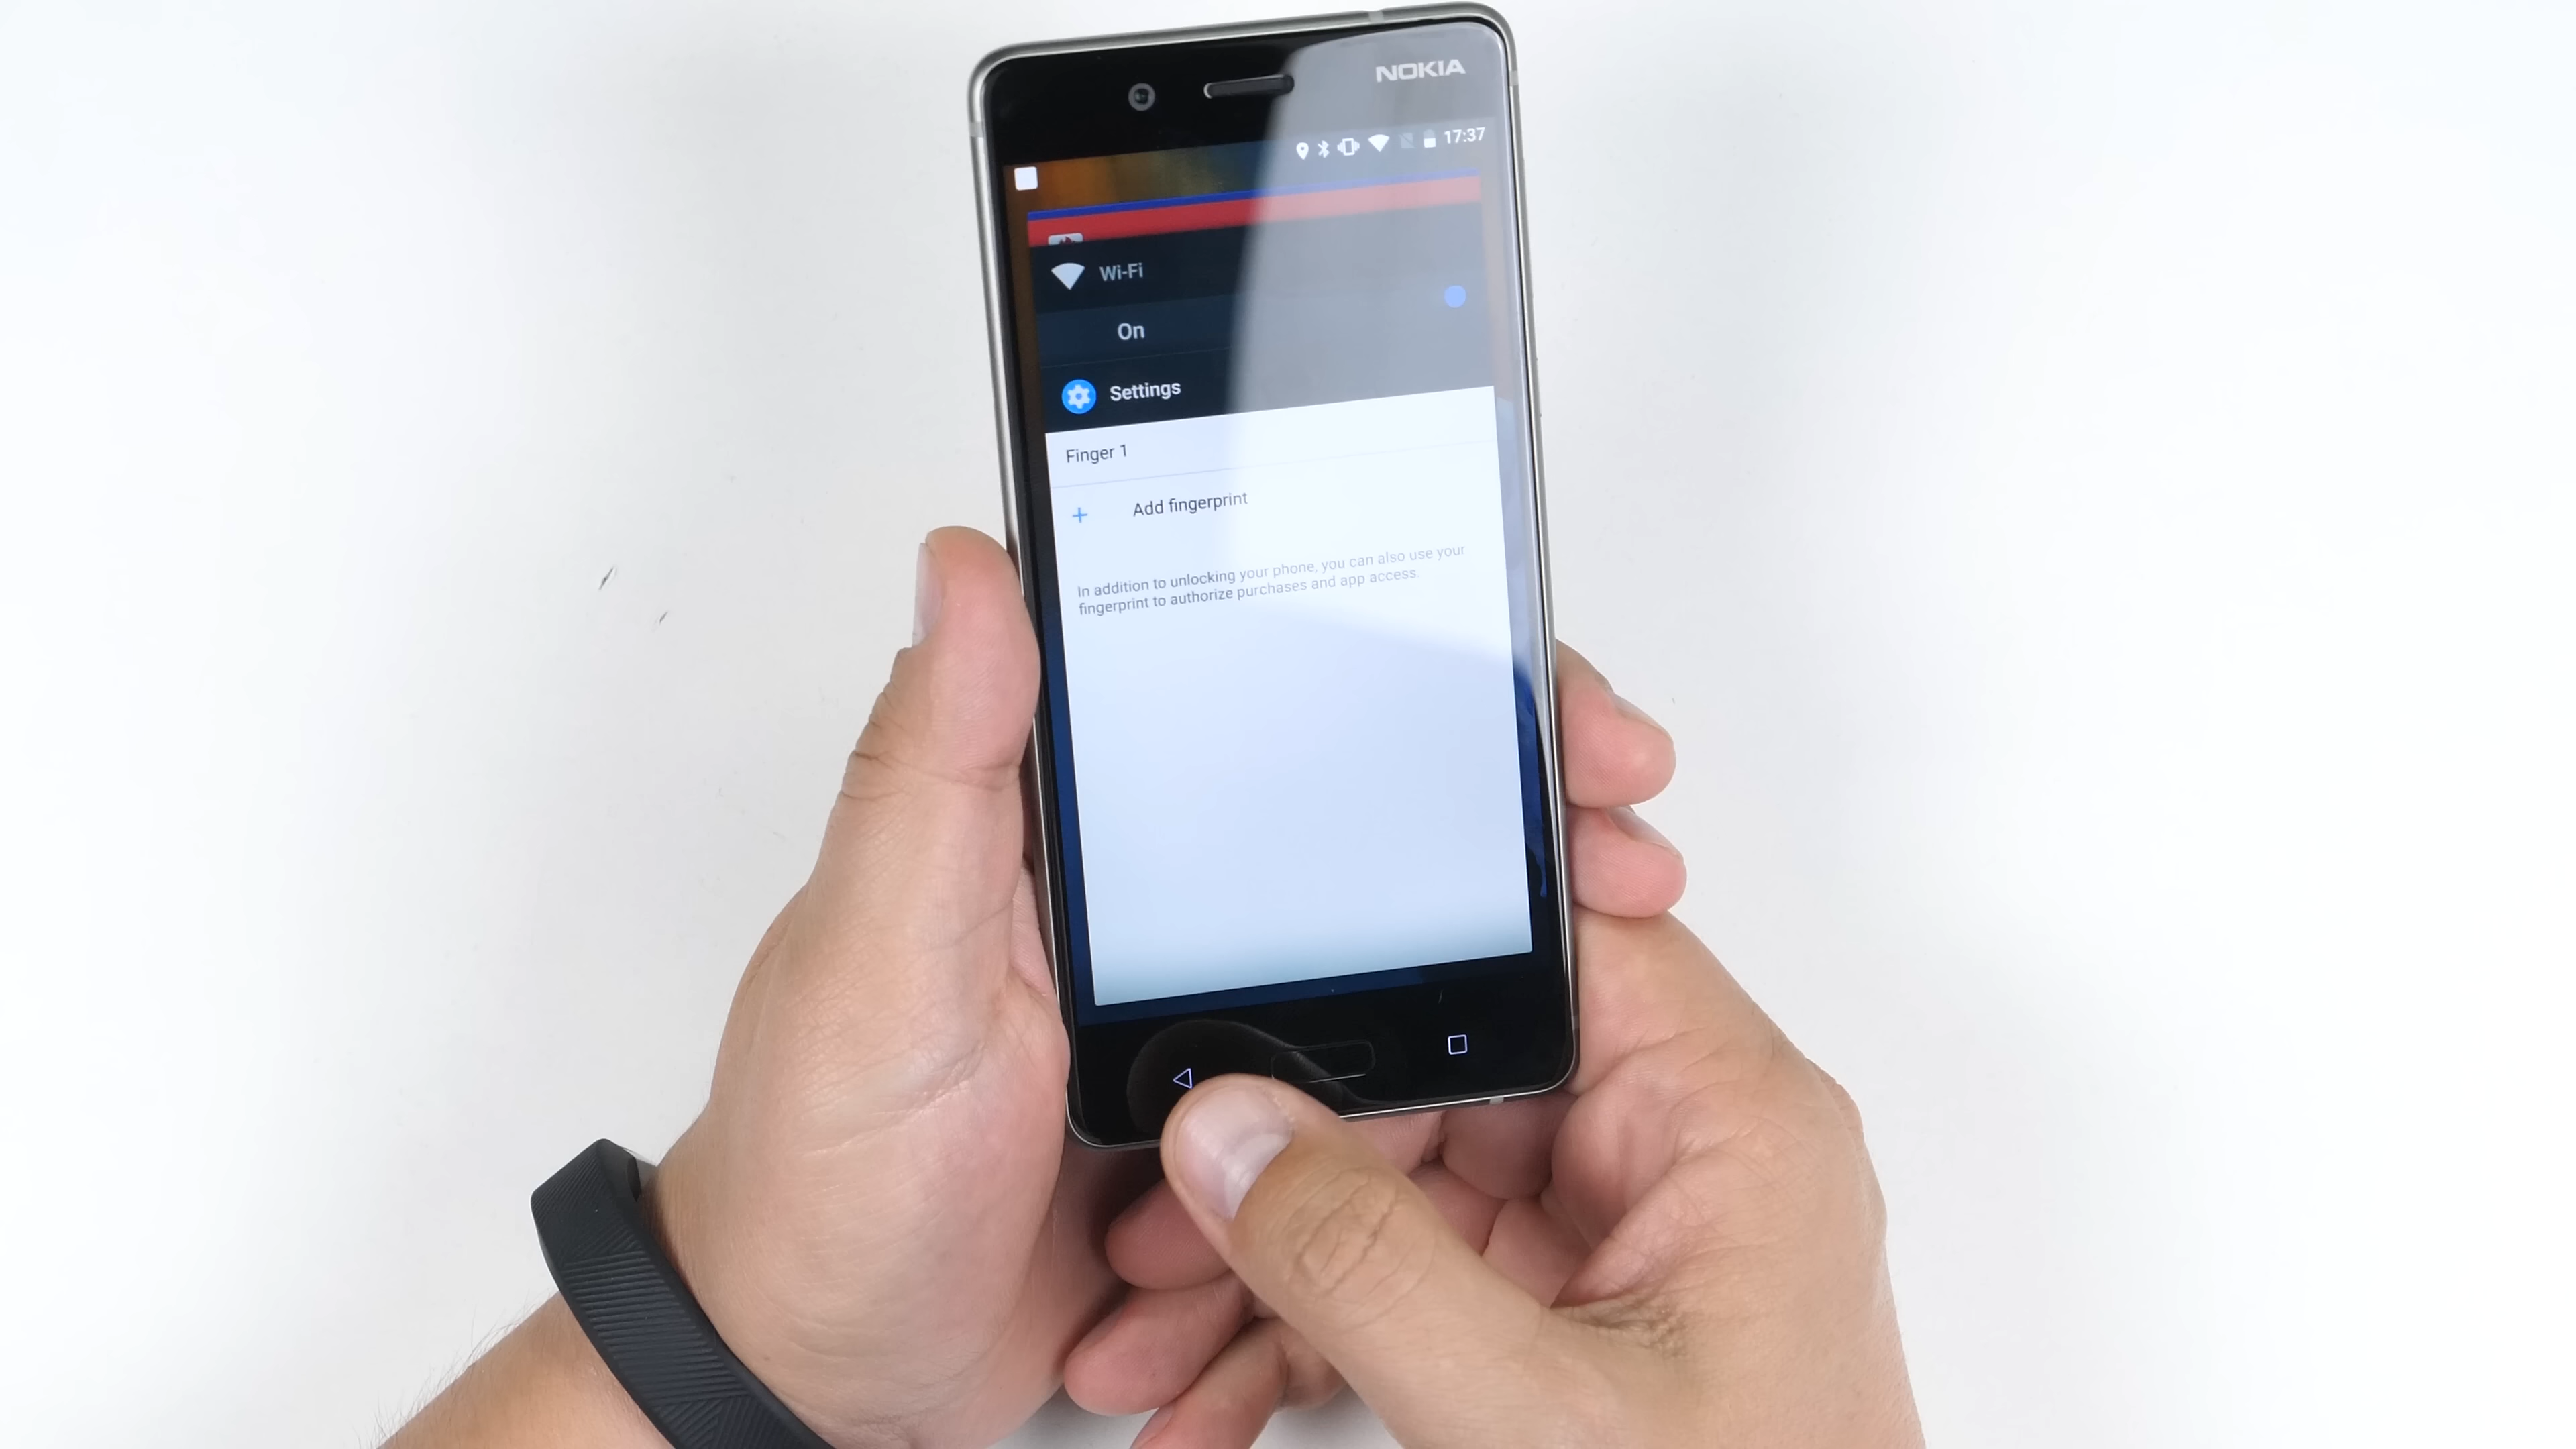 NOKIA
17:37
Wi-Fi
On
Settings
Finger 1
+ Add fingerprint
In addition to unlocking your phone, you can also use your
fingerprint to authorize purchases and app access.